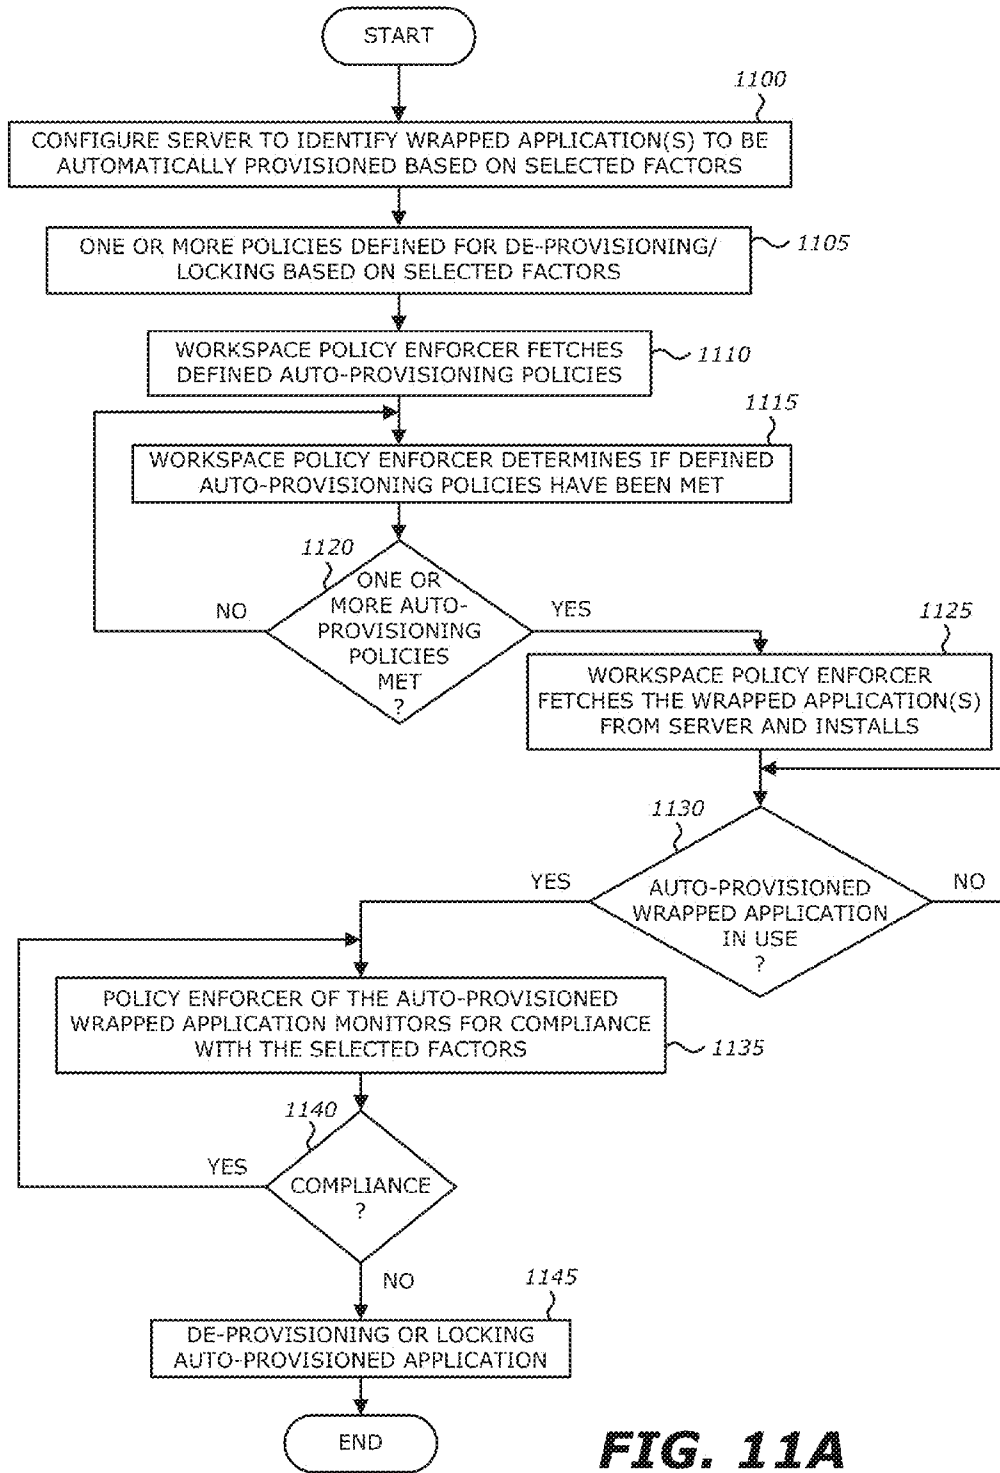 START
1100
CONFIGURE SERVER TO IDENTIFY WRAPPED APPLICATION(S) TO BE
AUTOMATICALLY PROVISIONED BASED ON SELECTED FACTORS
ONE OR MORE POLICIES DEFINED FOR DE-PROVISIONING/
LOCKING BASED ON SELECTED FACTORS
1105
WORKSPACE POLICY ENFORCER FETCHES
DEFINED AUTO-PROVISIONING POLICIES
1110
1115
WORKSPACE POLICY ENFORCER DETERMINES IF DEFINED
AUTO-PROVISIONING POLICIES HAVE BEEN MET
1120
ONE OR
MORE AUTO-
PROVISIONING
POLICIES
MET
?
NO
YES
1125
WORKSPACE POLICY ENFORCER
FETCHES THE WRAPPED APPLICATION(S)
FROM SERVER AND INSTALLS
1130
AUTO-PROVISIONED
WRAPPED APPLICATION
IN USE
?
YES
NO
POLICY ENFORCER OF THE AUTO-PROVISIONED
WRAPPED APPLICATION MONITORS FOR COMPLIANCE
WITH THE SELECTED FACTORS
1135
1140
COMPLIANCE
?
YES
NO
1145
DE-PROVISIONING OR LOCKING
AUTO-PROVISIONED APPLICATION
END
FIG. 11A